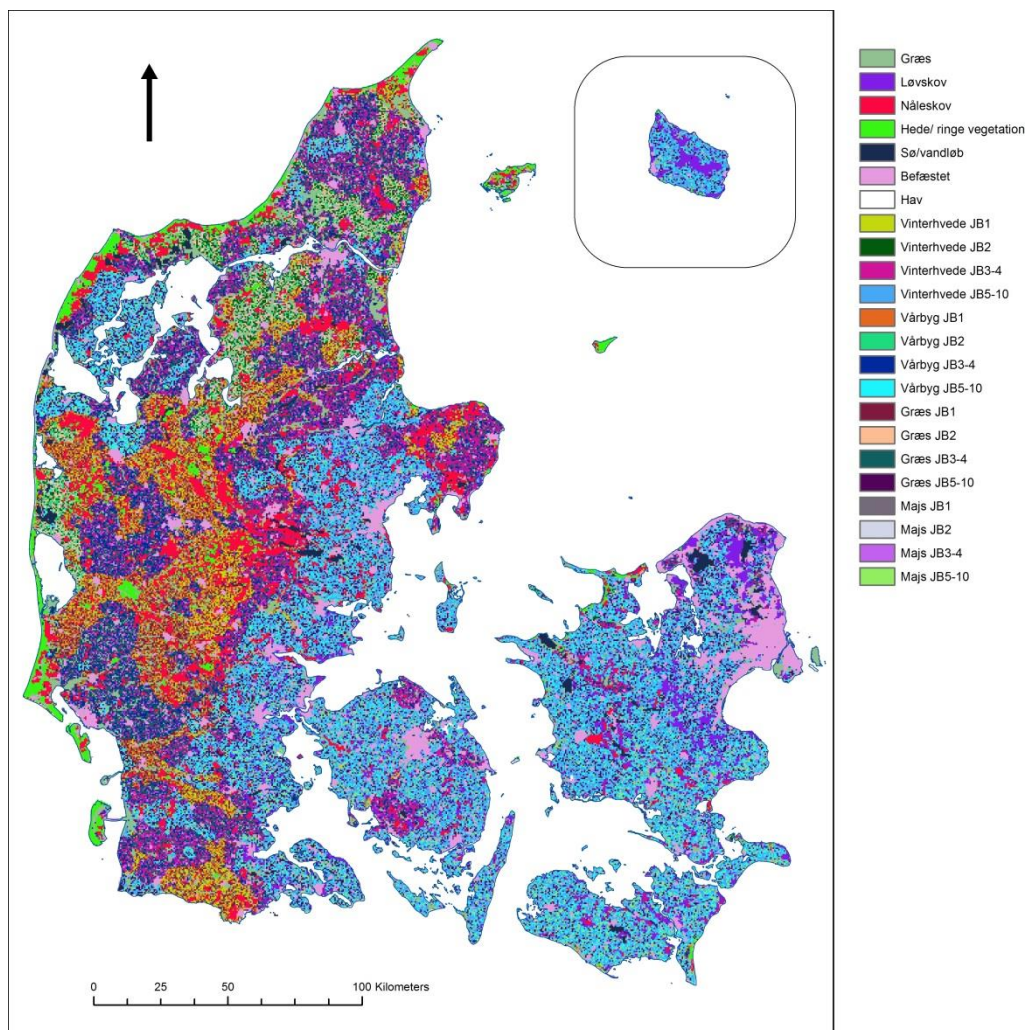 Græs
Løvskov
Nåleskov
Hede/ ringe vegetation
Sø/vandløb
Befæstet
Hav
Vinterhvede JB1
Vinterhvede JB2
Vinterhvede JB3-4
Vinterhvede JB5-10
Vårbyg JB1
Vårbyg JB2
Vårbyg JB3-4
Vårbyg JB5-10
Græs JB1
Græs JB2
Græs JB3-4
Græs JB5-10
Majs JB1
Majs JB2
Majs JB3-4
Majs JB5-10
0 25 50 100 Kilometers